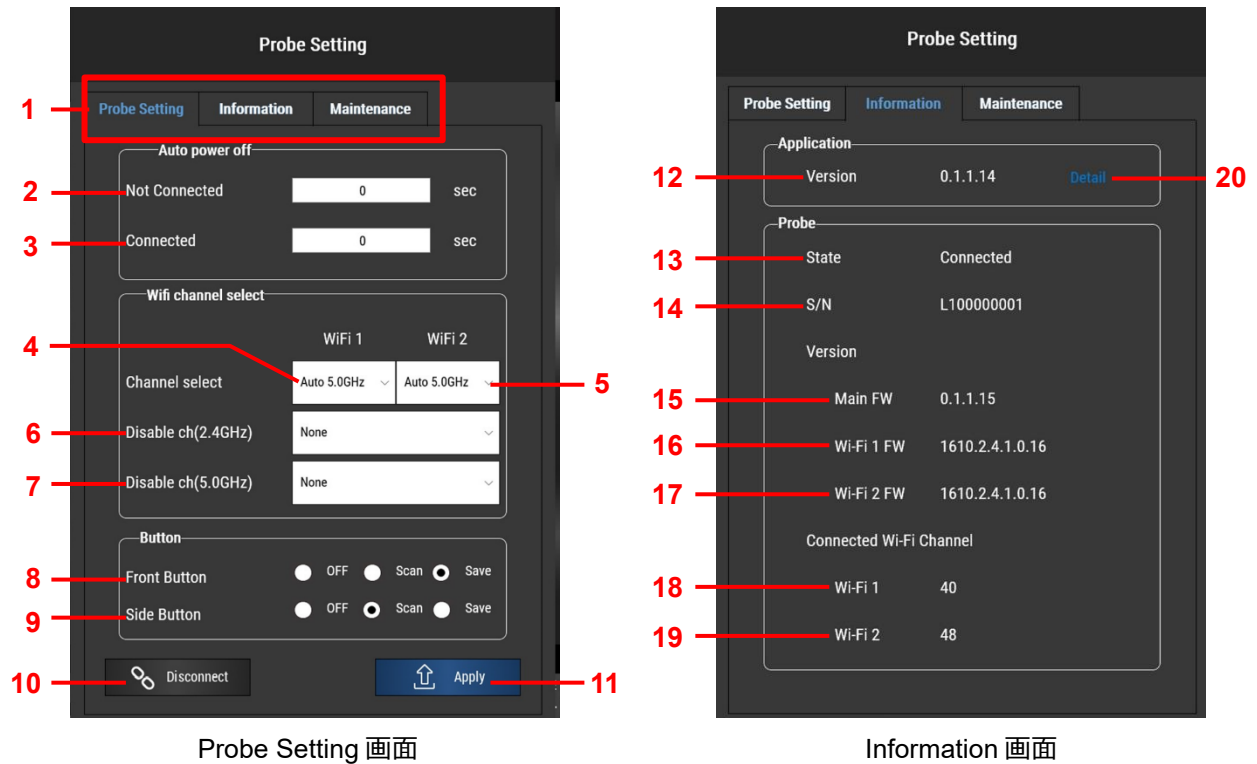 Probe Setting
1
Probe Setting Information Maintenance
Auto power off
2 Not Connected 0 sec
3 Connected 0 sec
Wifi channel select
WiFi 1 WiFi 2
4
Channel select Auto 5.0GHz Auto 5.0GHz 5
6 Disable ch(2.4GHz) None
7 Disable ch(5.0GHz) None
Button
8 Front Button OFF Scan Save
9 Side Button OFF Scan Save
10 Disconnect Apply 11
Probe Setting 画面
Probe Setting
Probe Setting Information Maintenance
Application
12 Version 0.1.1.14 Detail 20
Probe
13 State Connected
14 S/N L100000001
Version
15 Main FW 0.1.1.15
16 Wi-Fi 1 FW 1610.2.4.1.0.16
17 Wi-Fi 2 FW 1610.2.4.1.0.16
Connected Wi-Fi Channel
18 Wi-Fi 1 40
19 Wi-Fi 2 48
Information 画面